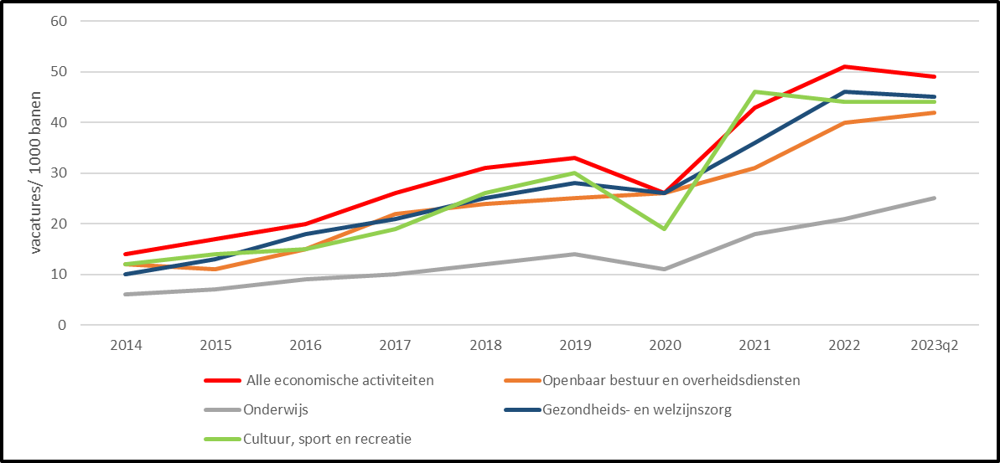 60
50
40
30
20
10
0
vacatures/ 1000 banen
2014 2015 2016 2017 2018 2019 2020 2021 2022 2023q2
Alle economische activiteiten Openbaar bestuur en overheidsdiensten
Onderwijs Gezondheids- en welzijnszorg
Cultuur, sport en recreatie